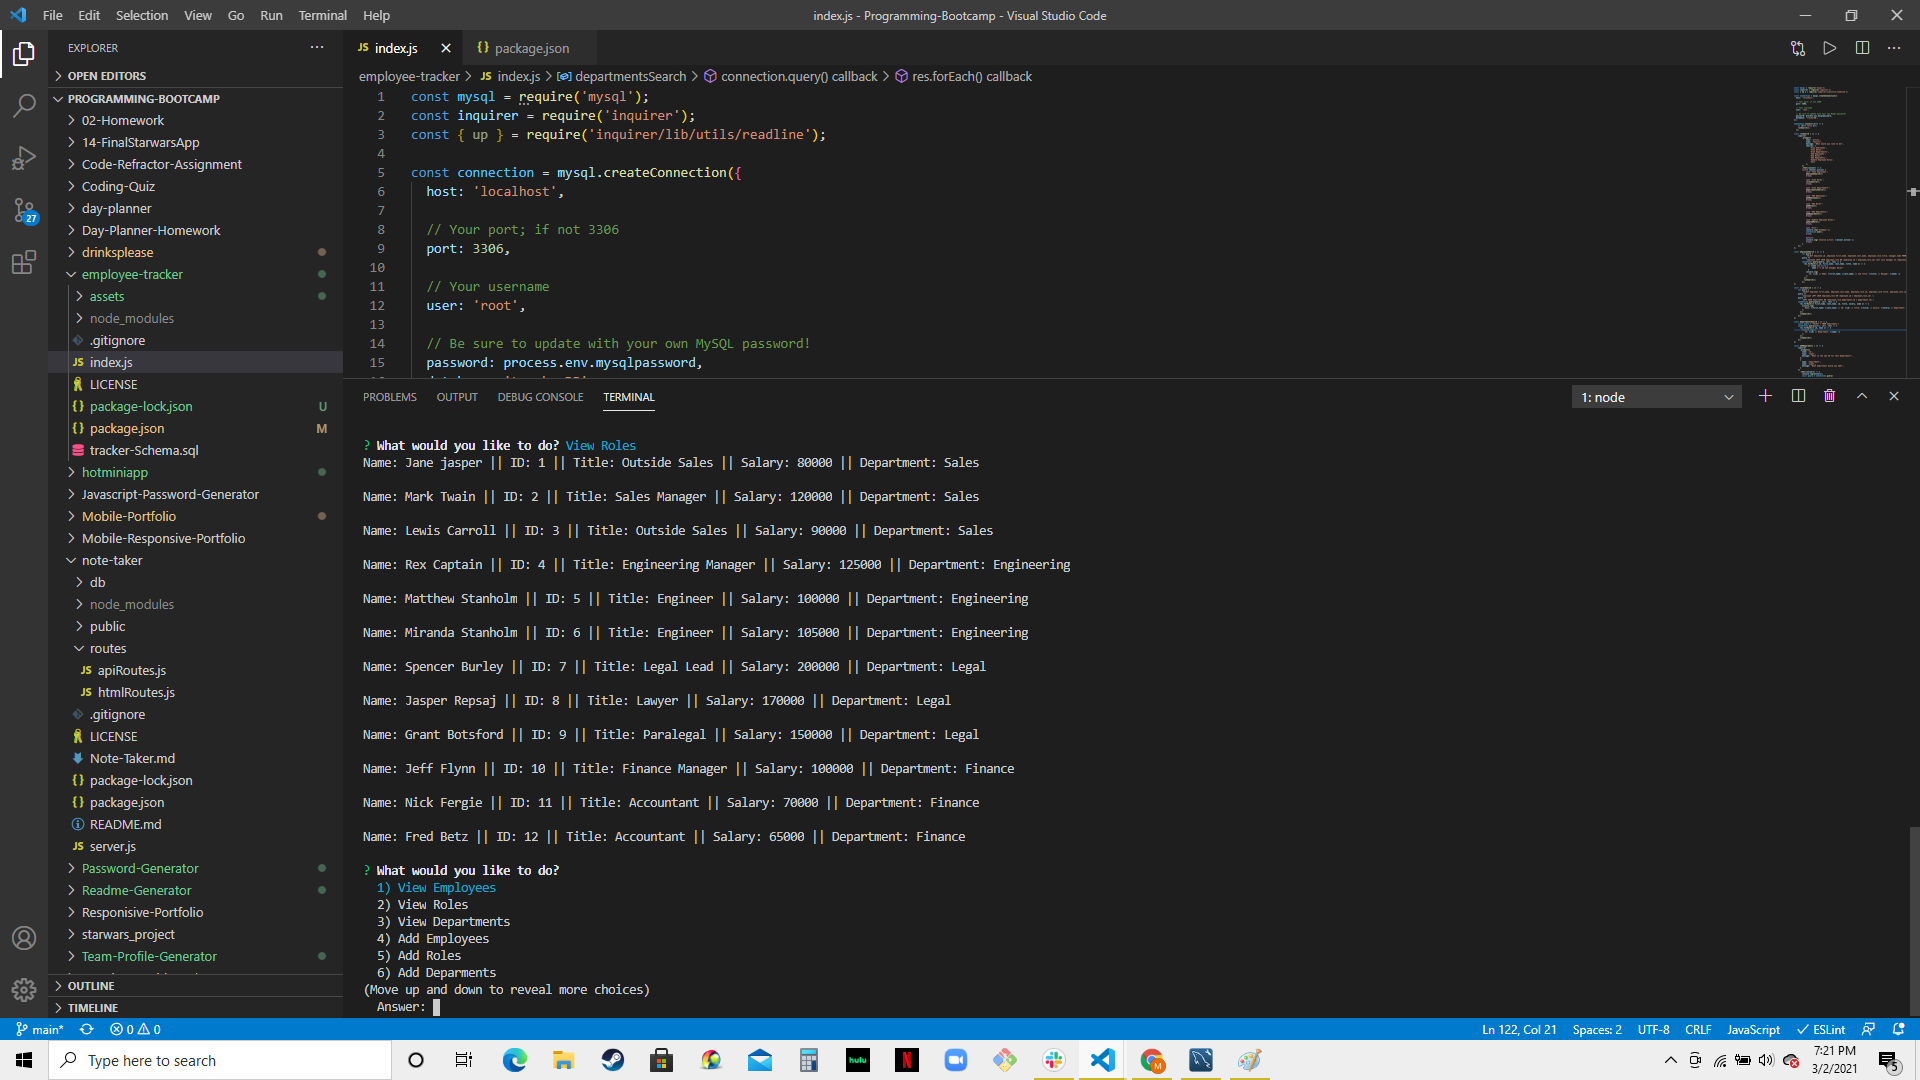 File Edit Selection View Go Run Terminal Help
index.js - Programming-Bootcamp - Visual Studio Code
EXPLORER
OPEN EDITORS
PROGRAMMING-BOOTCAMP
02-Homework
14-FinalStarwarsApp
Code-Refractor-Assignment
Coding-Quiz
day-planner
Day-Planner-Homework
drinksplease
employee-tracker
assets
node_modules
.gitignore
JS index.js
LICENSE
{} package-lock.json U
{} package.json M
tracker-Schema.sql
hotminiapp
Javascript-Password-Generator
Mobile-Portfolio
Mobile-Responsive-Portfolio
note-taker
db
node_modules
public
routes
JS apiRoutes.js
JS htmlRoutes.js
.gitignore
LICENSE
Note-Taker.md
{} package-lock.json
{} package.json
README.md
JS server.js
Password-Generator
Readme-Generator
Responisive-Portfolio
starwars_project
Team-Profile-Generator
OUTLINE
TIMELINE
27
JS index.js {} package.json
employee-tracker > JS index.js > departmentsSearch > connection.query() callback > res.forEach() callback
1 const mysql = require('mysql');
2 const inquirer = require('inquirer');
3 const { up } = require('inquirer/lib/utils/readline');
4
5 const connection = mysql.createConnection({
6 host: 'localhost',
7
8 // Your port; if not 3306
9 port: 3306,
10
11 // Your username
12 user: 'root',
13
14 // Be sure to update with your own MySQL password!
15 password: process.env.mysqlpassword,
PROBLEMS OUTPUT DEBUG CONSOLE TERMINAL
1: node
? What would you like to do? View Roles
Name: Jane jasper || ID: 1 || Title: Outside Sales || Salary: 80000 || Department: Sales
Name: Mark Twain || ID: 2 || Title: Sales Manager || Salary: 120000 || Department: Sales
Name: Lewis Carroll || ID: 3 || Title: Outside Sales || Salary: 90000 || Department: Sales
Name: Rex Captain || ID: 4 || Title: Engineering Manager || Salary: 125000 || Department: Engineering
Name: Matthew Stanholm || ID: 5 || Title: Engineer || Salary: 100000 || Department: Engineering
Name: Miranda Stanholm || ID: 6 || Title: Engineer || Salary: 105000 || Department: Engineering
Name: Spencer Burley || ID: 7 || Title: Legal Lead || Salary: 200000 || Department: Legal
Name: Jasper Repsaj || ID: 8 || Title: Lawyer || Salary: 170000 || Department: Legal
Name: Grant Botsford || ID: 9 || Title: Paralegal || Salary: 150000 || Department: Legal
Name: Jeff Flynn || ID: 10 || Title: Finance Manager || Salary: 100000 || Department: Finance
Name: Nick Fergie || ID: 11 || Title: Accountant || Salary: 70000 || Department: Finance
Name: Fred Betz || ID: 12 || Title: Accountant || Salary: 65000 || Department: Finance
? What would you like to do?
1) View Employees
2) View Roles
3) View Departments
4) Add Employees
5) Add Roles
6) Add Deparments
(Move up and down to reveal more choices)
Answer:
main* 0 0 Ln 122, Col 21 Spaces: 2 UTF-8 CRLF JavaScript ESLint
Type here to search
hulu
N
M
7:21 PM
3/2/2021
5